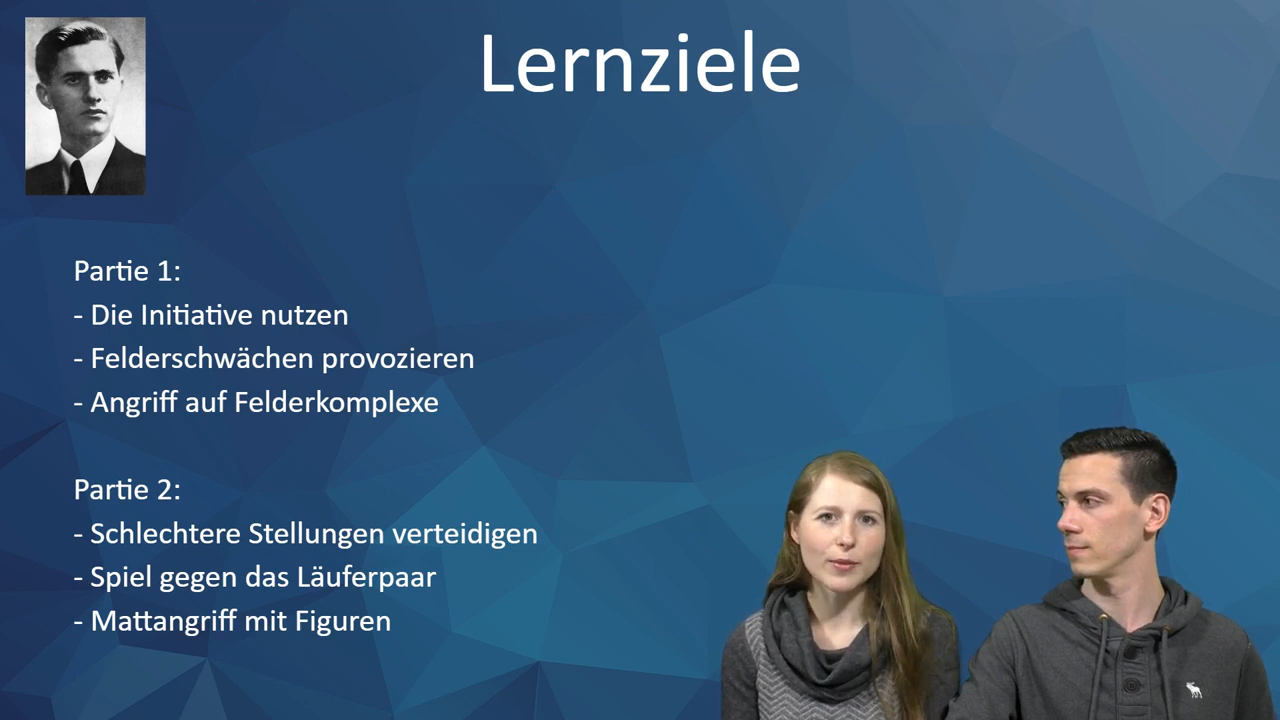 Lernziele
Partie 1:
- Die Initiative nutzen
- Felderschwächen provozieren
- Angriff auf Felderkomplexe
Partie 2:
- Schlechtere Stellungen verteidigen
- Spiel gegen das Läuferpaar
- Mattangriff mit Figuren